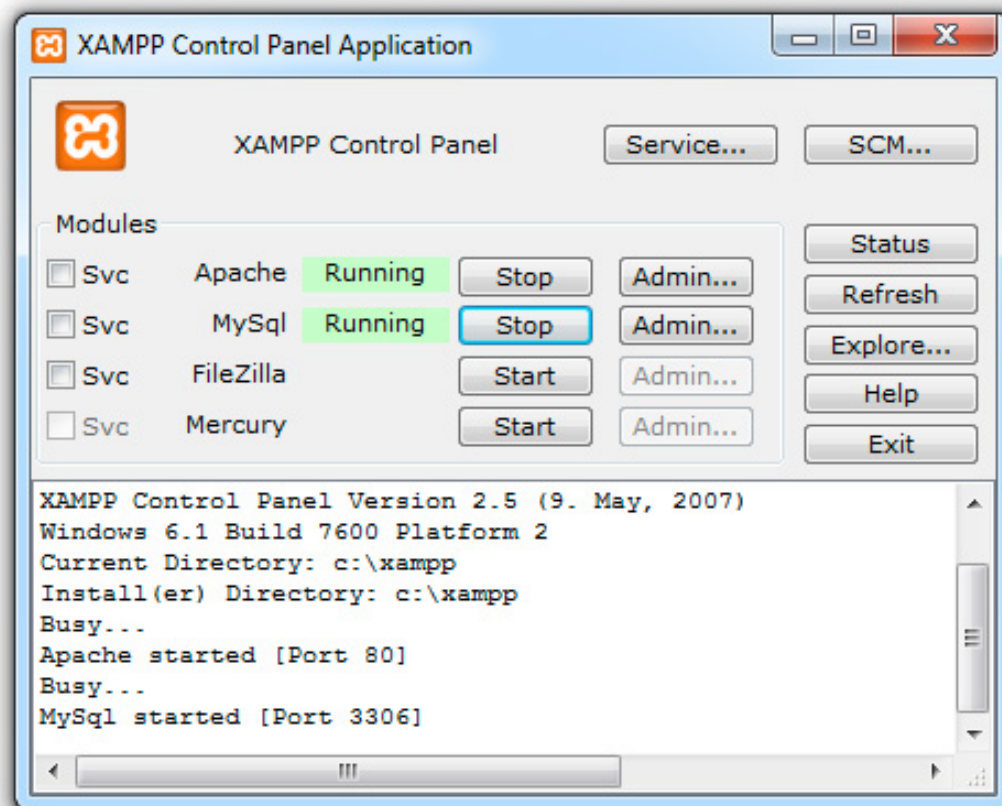 XAMPP Control Panel Application
XAMPP Control Panel Service... SCM...
Modules
Status
Svc Apache Running Stop Admin...
Refresh
Svc MySql Running Stop Admin...
Explore...
Svc FileZilla Start Admin...
Help
Svc Mercury Start Admin...
Exit
XAMPP Control Panel Version 2.5 (9. May, 2007)
Windows 6.1 Build 7600 Platform 2
Current Directory: c:\xampp
Install(er) Directory: c:\xampp
Busy...
Apache started [Port 80]
Busy...
MySql started [Port 3306]